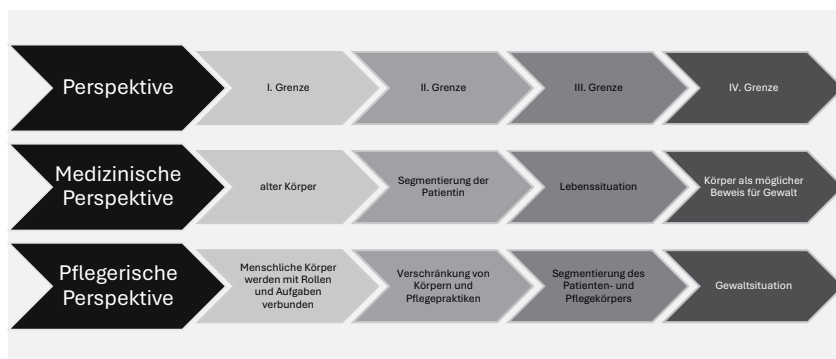 Perspektive
I. Grenze
II. Grenze
III. Grenze
IV. Grenze
Medizinische
Perspektive
alter Körper
Segmentierung der
Patientin
Lebenssituation
Körper als möglicher
Beweis für Gewalt
Pflegerische
Perspektive
Menschliche Körper
werden mit Rollen
und Aufgaben
verbunden
Verschränkung von
Körpern und
Pflegepraktiken
Segmentierung des
Patienten- und
Pflegekörpers
Gewaltsituation